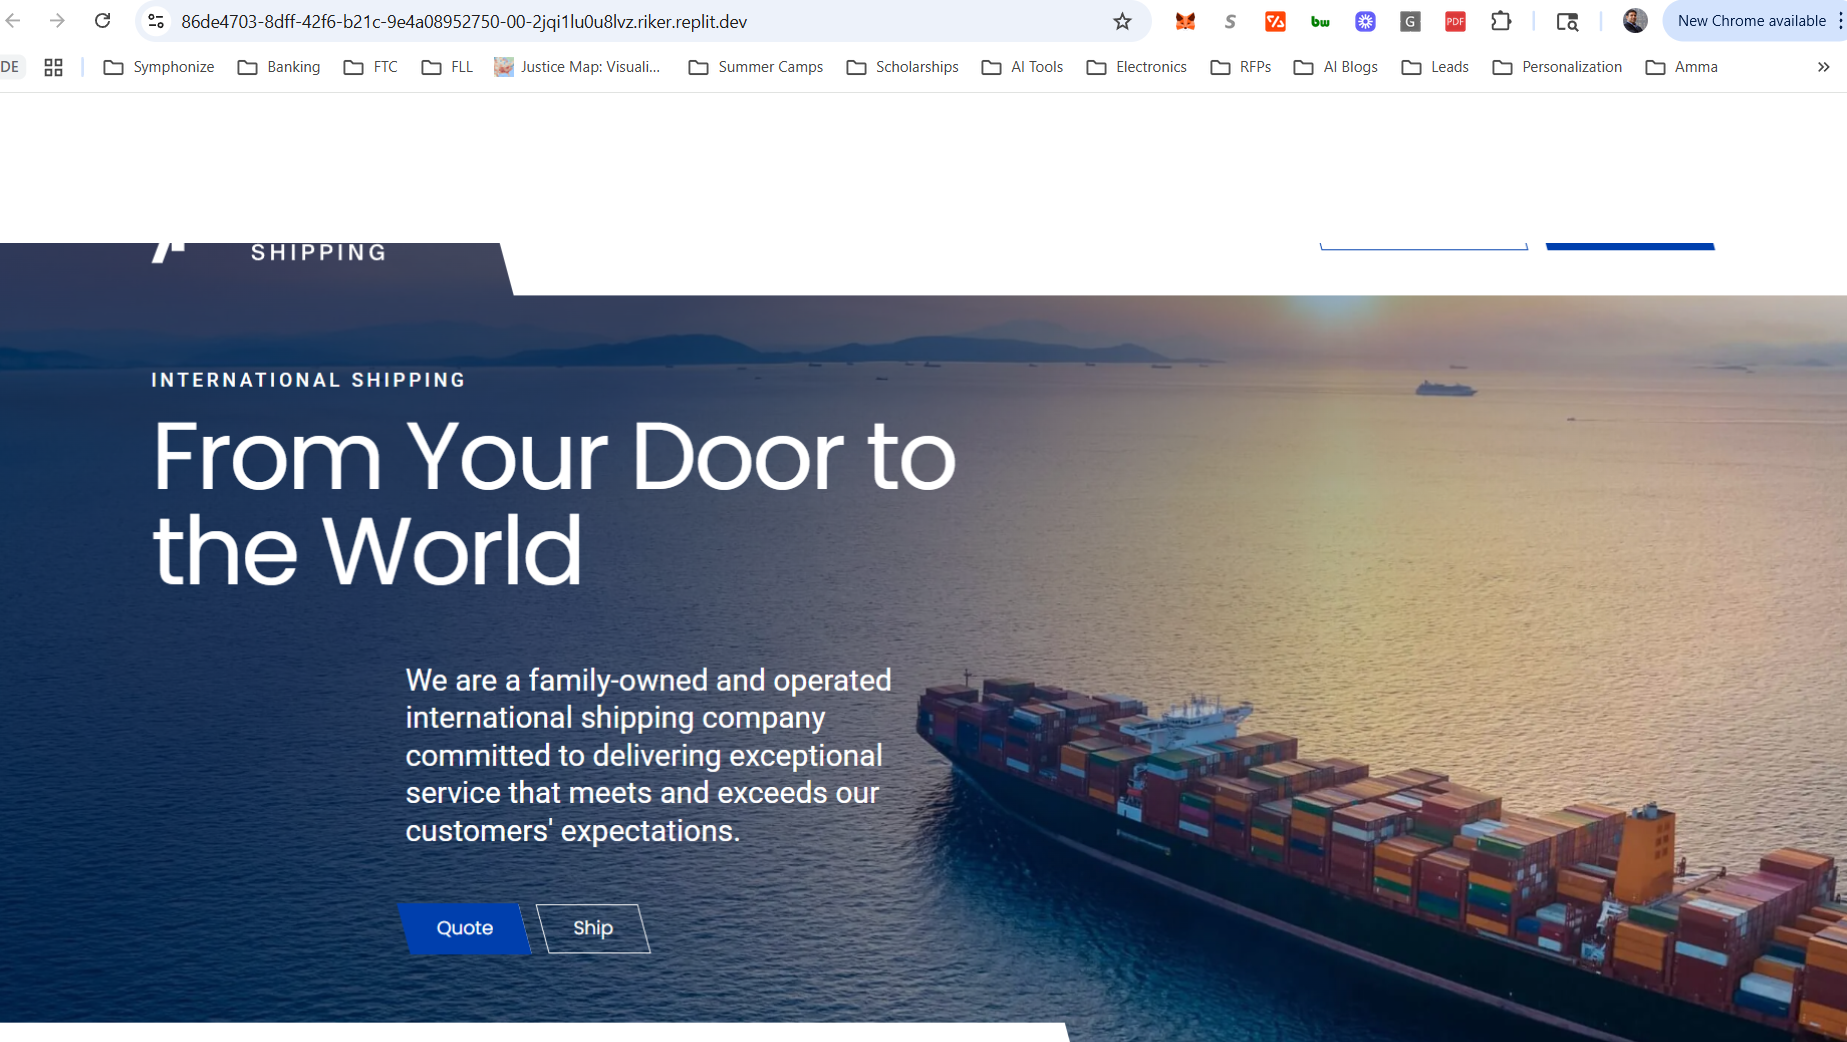 86de4703-8dff-42f6-b21c-9e4a08952750-00-2jqi1lu0u8lvz.riker.replit.dev
S
bw
G
PDF
New Chrome available
DE
Symphonize
Banking
FTC
FLL
Justice Map: Visuali...
Summer Camps
Scholarships
AI Tools
Electronics
RFPs
AI Blogs
Leads
Personalization
Amma
SHIPPING
INTERNATIONAL SHIPPING
From Your Door to
the World
We are a family-owned and operated
international shipping company
committed to delivering exceptional
service that meets and exceeds our
customers' expectations.
Quote
Ship